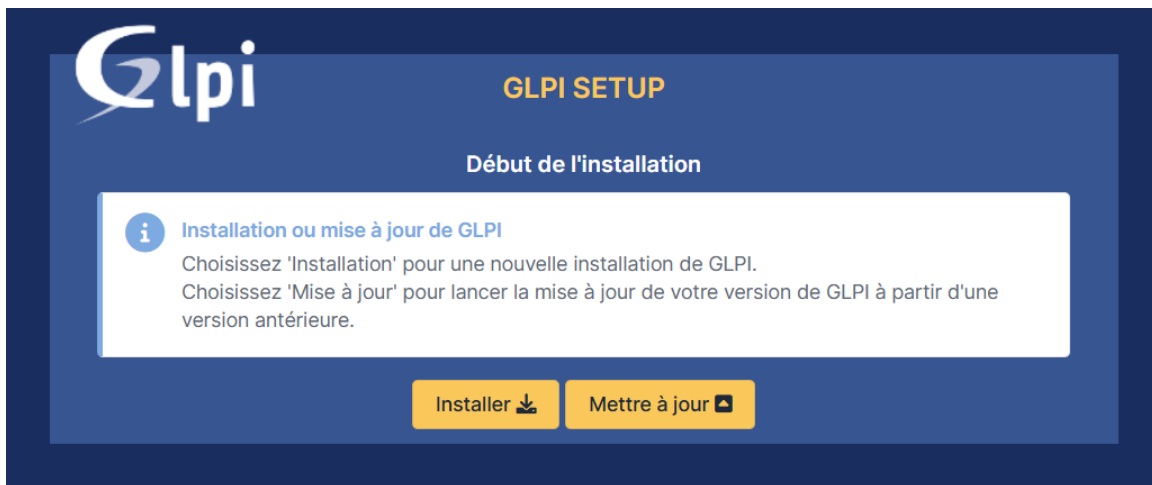 Glpi
GLPI SETUP
Début de l'installation
Installation ou mise à jour de GLPI
Choisissez 'Installation' pour une nouvelle installation de GLPI.
Choisissez 'Mise à jour' pour lancer la mise à jour de votre version de GLPI à partir d'une
version antérieure.
Installer
Mettre à jour